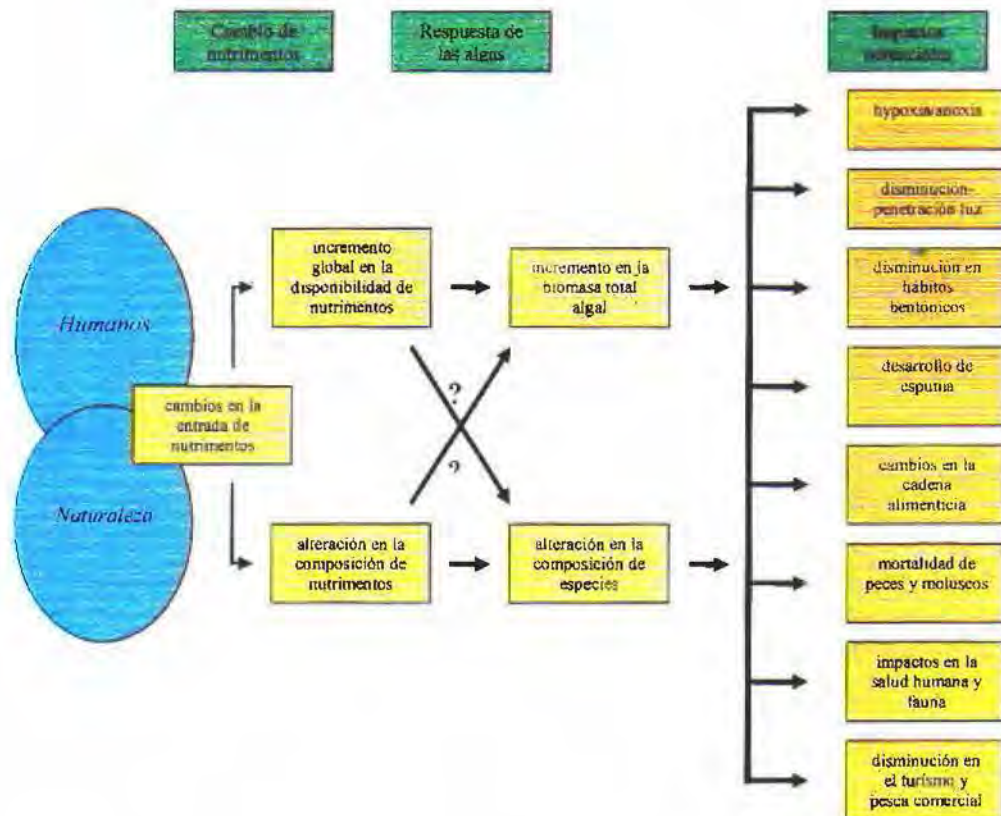 Cambio de
nutrimentos
Respuesta de
las algas
Impactos
potenciales
hypoxia/anoxia
disminución-
penetración luz
disminución en
hábitos
bentónicos
desarrollo de
espuma
cambios en la
cadena
alimenticia
mortalidad de
peces y moluscos
impactos en la
salud humana y
fauna
disminución en
el turismo y
pesca comercial
incremento
global en la
disponibilidad de
nutrimentos
incremento en la
biomasa total
algal
Humanos
cambios en la
entrada de
nutrimentos
?
?
Naturaleza
alteración en la
composición de
nutrimentos
alteración en la
composición de
especies